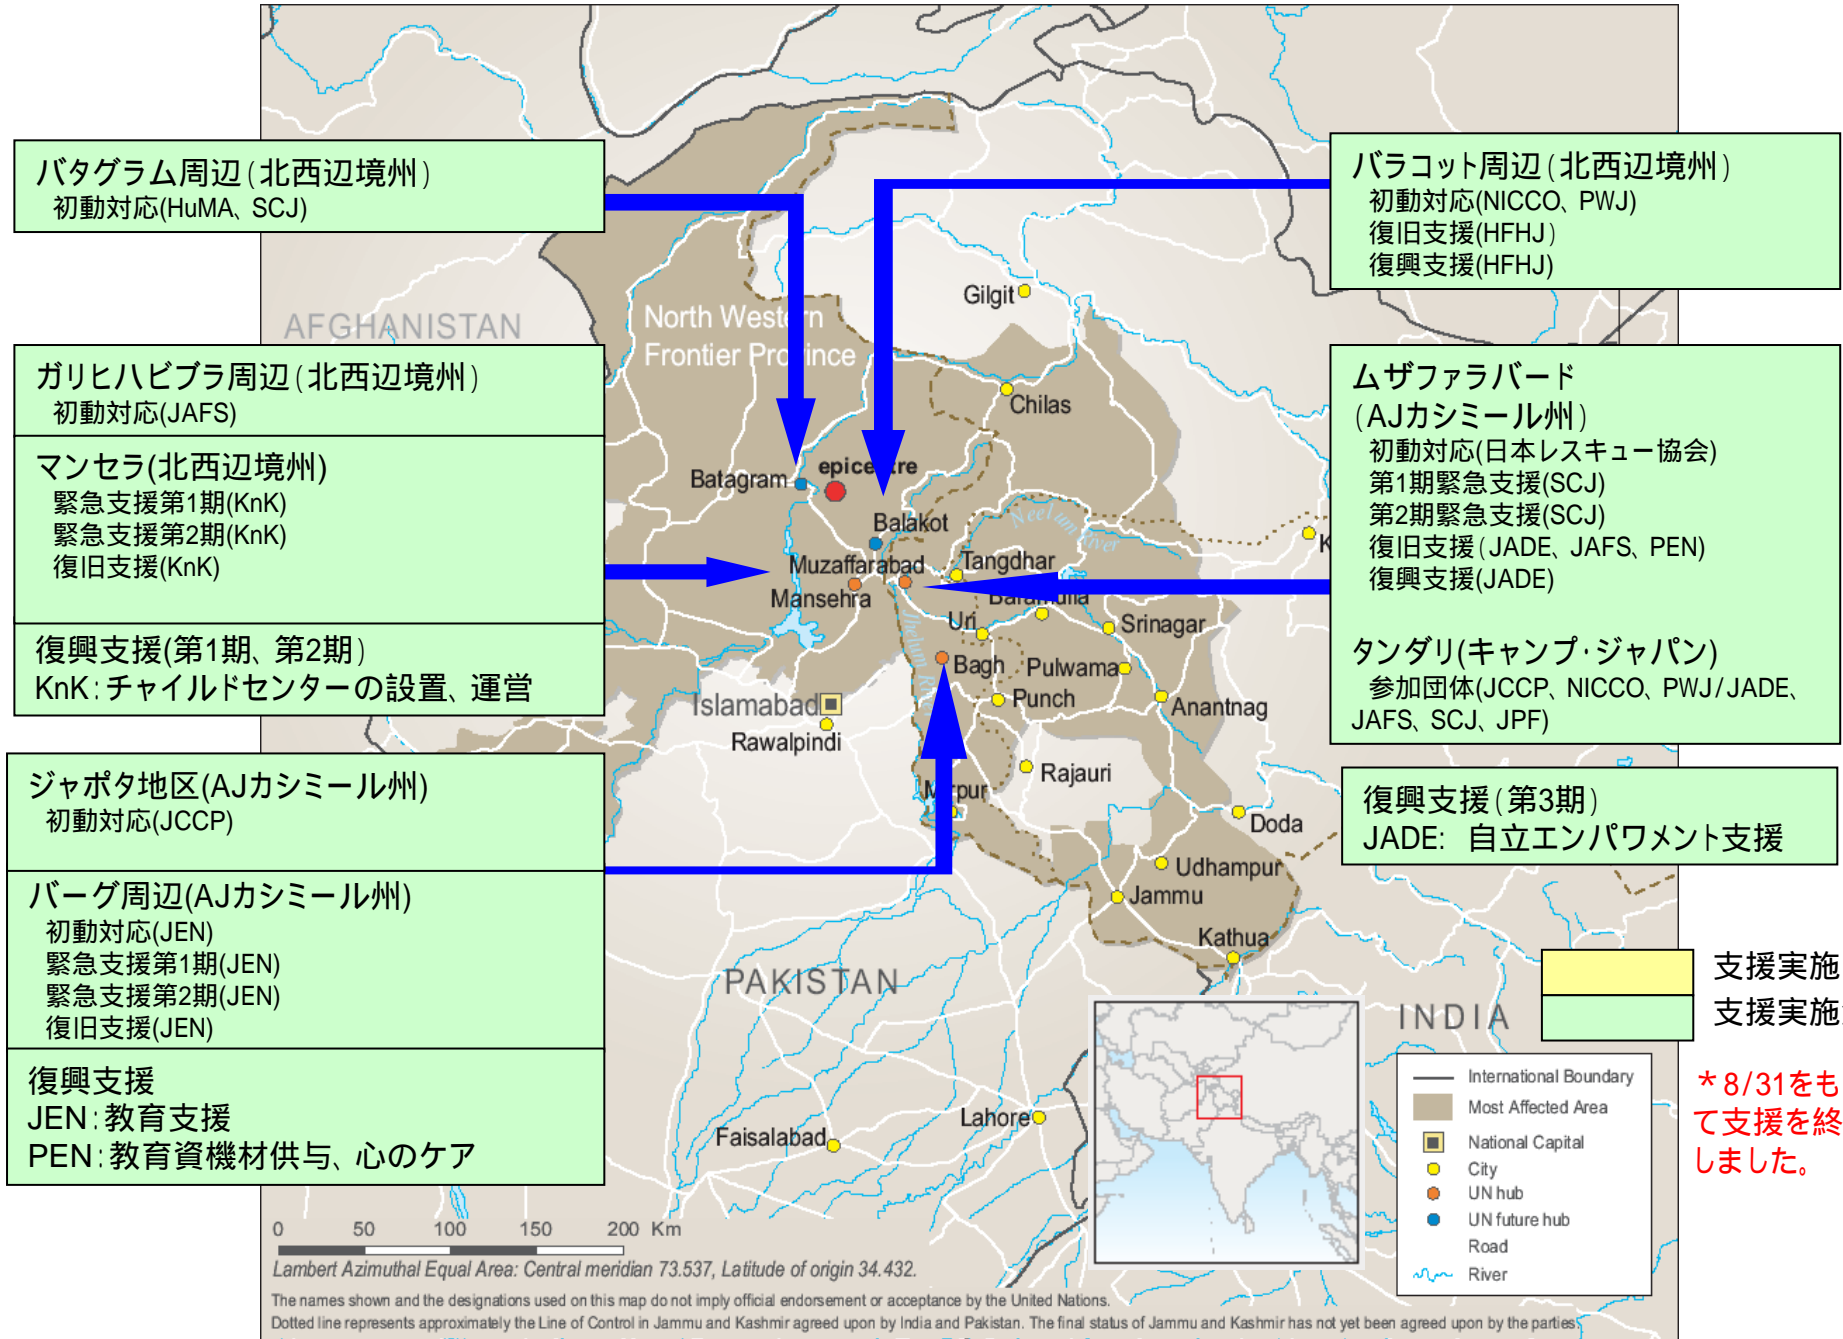 バタグラム周辺(北西辺境州)
初動対応(HuMA、SCJ)
ガリヒハビブラ周辺(北西辺境州)
初動対応(JAFS)
マンセラ(北西辺境州)
緊急支援第1期(KnK)
緊急支援第2期(KnK)
復旧支援(KnK)
復興支援(第1期、第2期)
KnK:チャイルドセンターの設置、運営
ジャポタ地区(AJカシミール州)
初動対応(JCCP)
バーグ周辺(AJカシミール州)
初動対応(JEN)
緊急支援第1期(JEN)
緊急支援第2期(JEN)
復旧支援(JEN)
復興支援
JEN:教育支援
PEN:教育資機材供与、心のケア
バラコット周辺(北西辺境州)
初動対応(NICCO、PWJ)
復旧支援(HFHJ)
復興支援(HFHJ)
ムザファラバード
(AJカシミール州)
初動対応(日本レスキュー協会)
第1期緊急支援(SCJ)
第2期緊急支援(SCJ)
復旧支援(JADE、JAFS、PEN)
復興支援(JADE)
タンダリ(キャンプ・ジャパン)
参加団体(JCCP、NICCO、PWJ/JADE、
JAFS、SCJ、JPF)
復興支援(第3期)
JADE: 自立エンパワメント支援
支援実施
支援実施
*8/31をも
て支援を終
しました。
AFGHANISTAN
North Western
Frontier Province
Gilgit
Chilas
Batagram
epicentre
Balakot
Neelum River
Muzaffarabad
Tangdhar
Mansehra
Baramulla
Uri
Srinagar
Jhelum
Bagh
Pulwama
Islamabad
Punch
Anantnag
Rawalpindi
Rajauri
Mirpur
Doda
Udhampur
Jammu
Kathua
PAKISTAN
INDIA
Lahore
Faisalabad
International Boundary
Most Affected Area
National Capital
City
UN hub
UN future hub
Road
River
0 50 100 150 200 Km
Lambert Azimuthal Equal Area: Central meridian 73.537, Latitude of origin 34.432.
The names shown and the designations used on this map do not imply official endorsement or acceptance by the United Nations.
Dotted line represents approximately the Line of Control in Jammu and Kashmir agreed upon by India and Pakistan. The final status of Jammu and Kashmir has not yet been agreed upon by the parties.